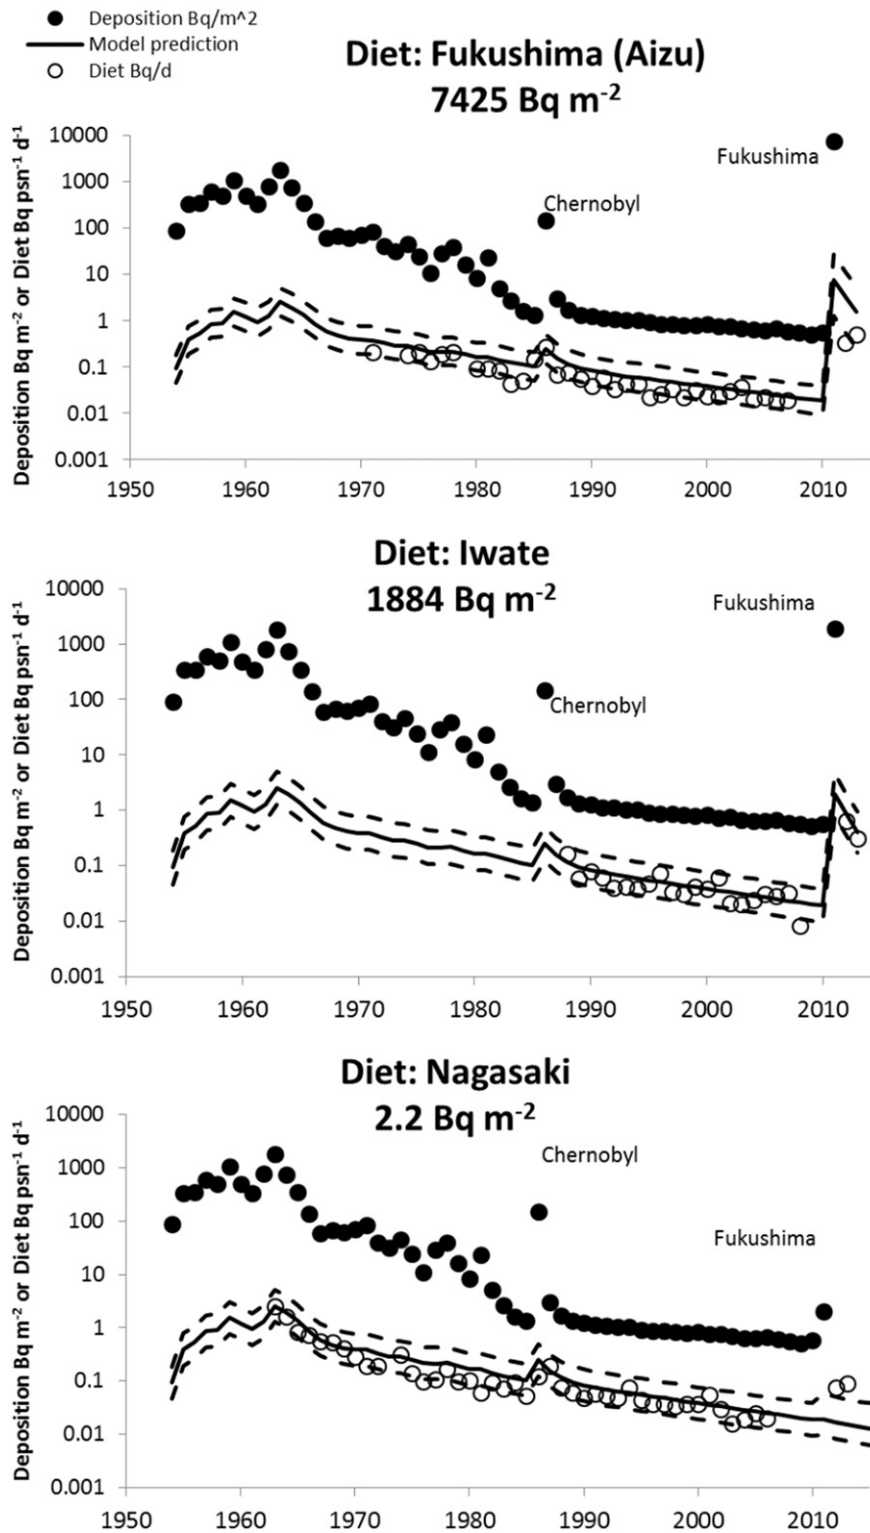 Deposition Bq/m^2
Model prediction
Diet Bq/d
Diet: Fukushima (Aizu)
7425 Bq m⁻²
Deposition Bq m⁻² or Diet Bq psn⁻¹ d⁻¹
10000
1000
100
10
1
0.1
0.01
0.001
Fukushima
Chernobyl
1950 1960 1970 1980 1990 2000 2010
Diet: Iwate
1884 Bq m⁻²
Deposition Bq m⁻² or Diet Bq psn⁻¹ d⁻¹
10000
1000
100
10
1
0.1
0.01
0.001
Fukushima
Chernobyl
1950 1960 1970 1980 1990 2000 2010
Diet: Nagasaki
2.2 Bq m⁻²
Deposition Bq m⁻² or Diet Bq psn⁻¹ d⁻¹
10000
1000
100
10
1
0.1
0.01
0.001
Chernobyl
Fukushima
1950 1960 1970 1980 1990 2000 2010